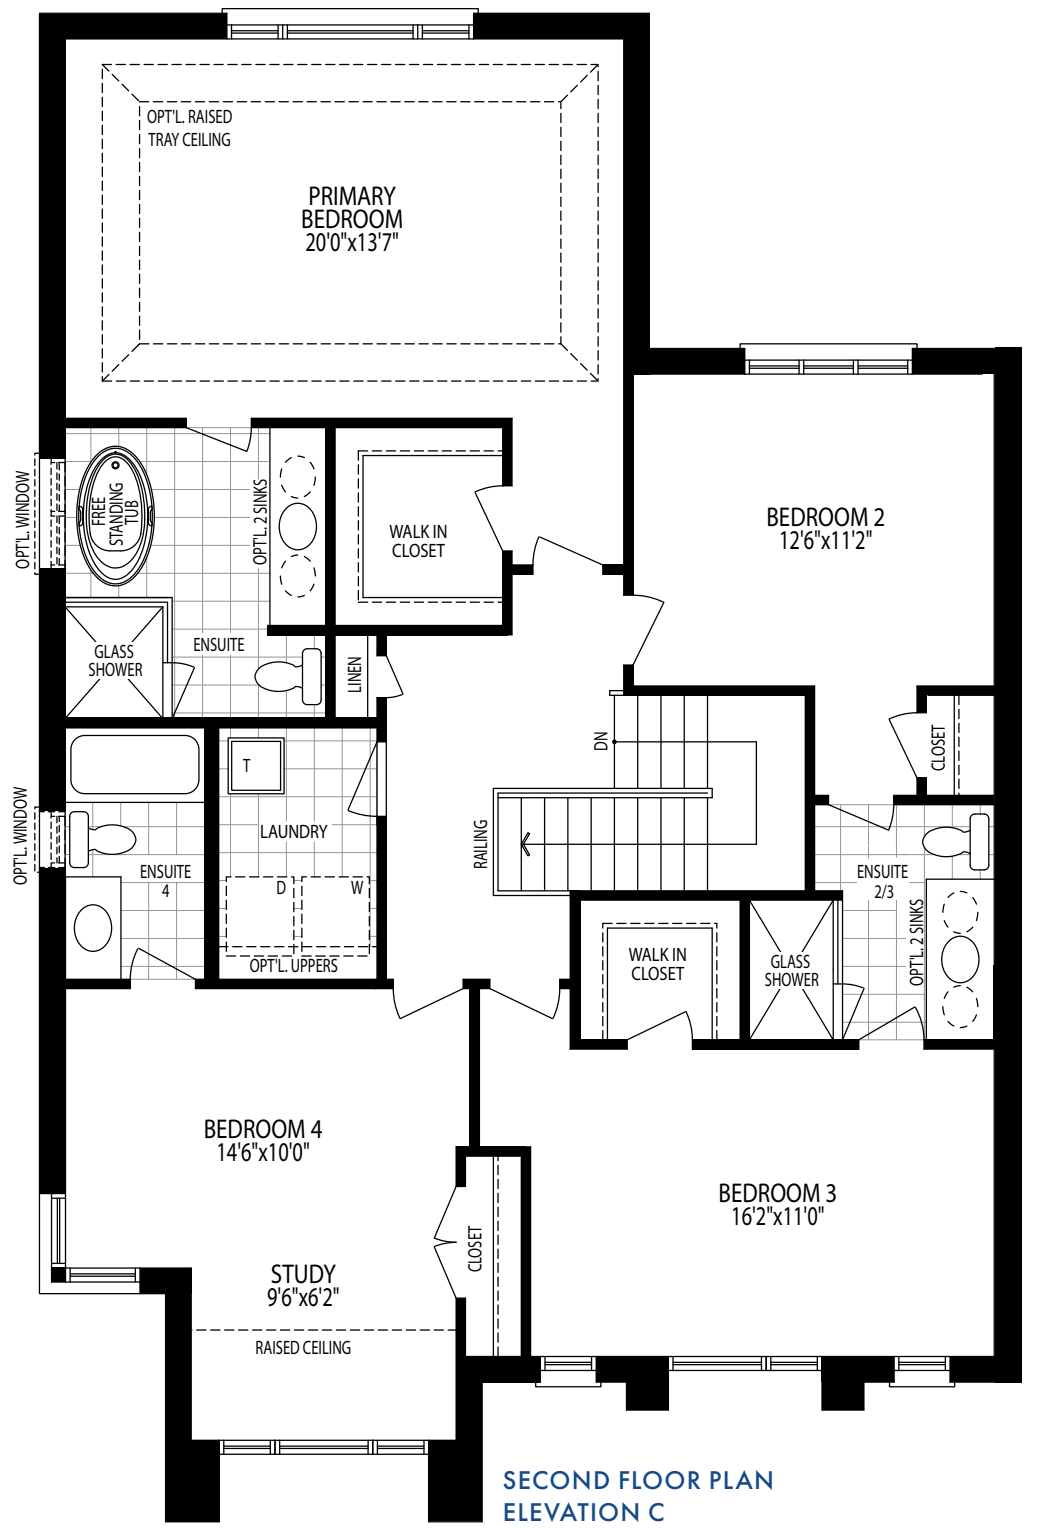 OPT'L. RAISED
TRAY CEILING
PRIMARY
BEDROOM
20'0"x13'7"
OPT'L. WINDOW
FREE
STANDING
TUB
OPT'L. 2 SINKS
WALK IN
CLOSET
BEDROOM 2
12'6"x11'2"
GLASS
SHOWER
ENSUITE
LINEN
DN
CLOSET
OPT'L. WINDOW
T
LAUNDRY
RAILING
ENSUITE
4
D
W
OPT'L. UPPERS
ENSUITE
2/3
OPT'L. 2 SINKS
WALK IN
CLOSET
GLASS
SHOWER
BEDROOM 4
14'6"x10'0"
BEDROOM 3
16'2"x11'0"
CLOSET
STUDY
9'6"x6'2"
RAISED CEILING
SECOND FLOOR PLAN
ELEVATION C